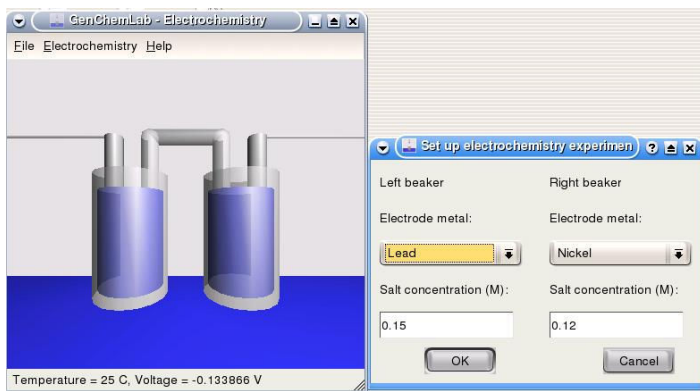 GenChemLab - Electrochemistry
File Electrochemistry Help
Temperature = 25 C, Voltage = -0.133866 V
Set up electrochemistry experimen
Left beaker Right beaker
Electrode metal: Electrode metal:
Lead Nickel
Salt concentration (M): Salt concentration (M):
0.15 0.12
OK Cancel